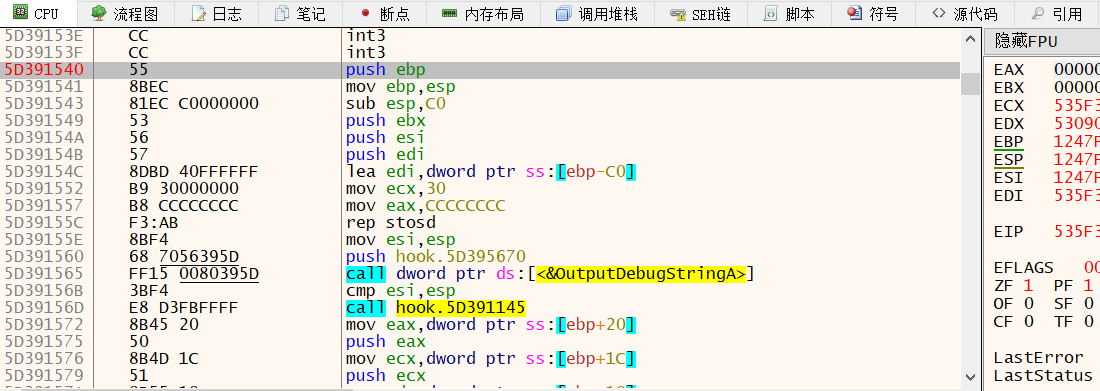 CPU 流程图 日志 笔记 断点 内存布局 调用堆栈 SEH链 脚本 符号 源代码 引用
5D39153E CC int3
5D39153F CC int3
5D391540 55 push ebp
5D391541 8BEC mov ebp,esp
5D391543 81EC C0000000 sub esp,C0
5D391549 53 push ebx
5D39154A 56 push esi
5D39154B 57 push edi
5D39154C 8DBD 40FFFFFF lea edi,dword ptr ss:[ebp-C0]
5D391552 B9 30000000 mov ecx,30
5D391557 B8 CCCCCCCC mov eax,CCCCCCCC
5D39155C F3:AB rep stosd
5D39155E 8BF4 mov esi,esp
5D391560 68 7056395D push hook.5D395670
5D391565 FF15 0080395D call dword ptr ds:[<&OutputDebugStringA>]
5D39156B 3BF4 cmp esi,esp
5D39156D E8 D3FBFFFF call hook.5D391145
5D391572 8B45 20 mov eax,dword ptr ss:[ebp+20]
5D391575 50 push eax
5D391576 8B4D 1C mov ecx,dword ptr ss:[ebp+1C]
5D391579 51 push ecx
隐藏FPU
EAX 00000
EBX 00000
ECX 535F3
EDX 53090
EBP 1247F
ESP 1247F
ESI 1247F
EDI 535F3
EIP 535F3
EFLAGS 00
ZF 1 PF 1
OF 0 SF 0
CF 0 TF 0
LastError
LastStatus